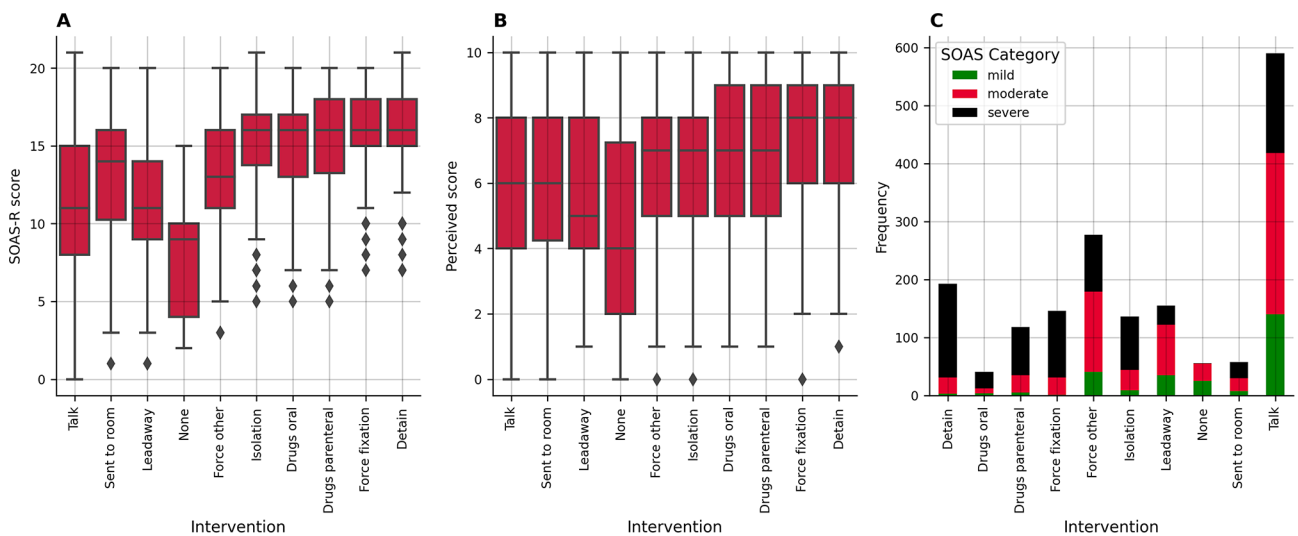 A
SOAS-R score
20
15
10
5
0
Talk
Sent to room
Leadaway
None
Force other
Isolation
Drugs oral
Drugs parenteral
Force fixation
Detain
Intervention
B
Perceived score
10
8
6
4
2
0
Talk
Sent to room
Leadaway
None
Force other
Isolation
Drugs oral
Drugs parenteral
Force fixation
Detain
Intervention
C
Frequency
600
500
400
300
200
100
0
SOAS Category
mild
moderate
severe
Detain
Drugs oral
Drugs parenteral
Force fixation
Force other
Isolation
Leadaway
None
Sent to room
Talk
Intervention